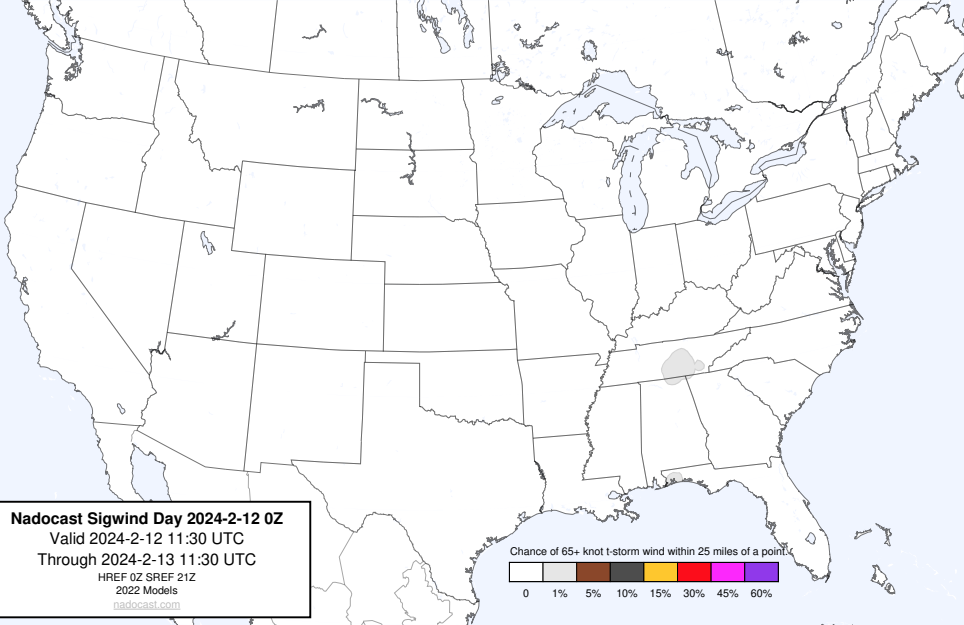 Nadocast Sigwind Day 2024-2-12 0Z
Valid 2024-2-12 11:30 UTC
Through 2024-2-13 11:30 UTC
HREF 0Z SREF 21Z
2022 Models
nadocast.com
Chance of 65+ knot t-storm wind within 25 miles of a point.
0 1% 5% 10% 15% 30% 45% 60%